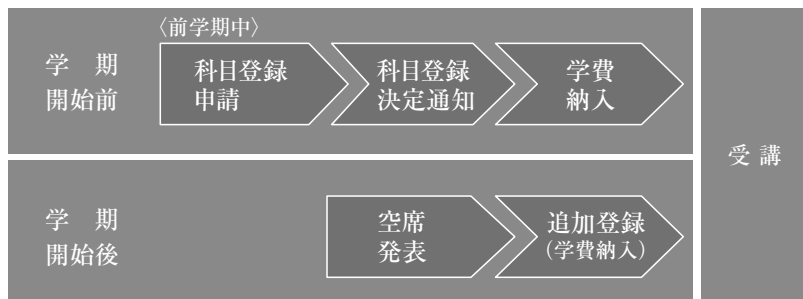 〈前学期中〉
学期
開始前
科目登録
申請
科目登録
決定通知
学費
納入
学期
開始後
空席
発表
追加登録
(学費納入)
受講